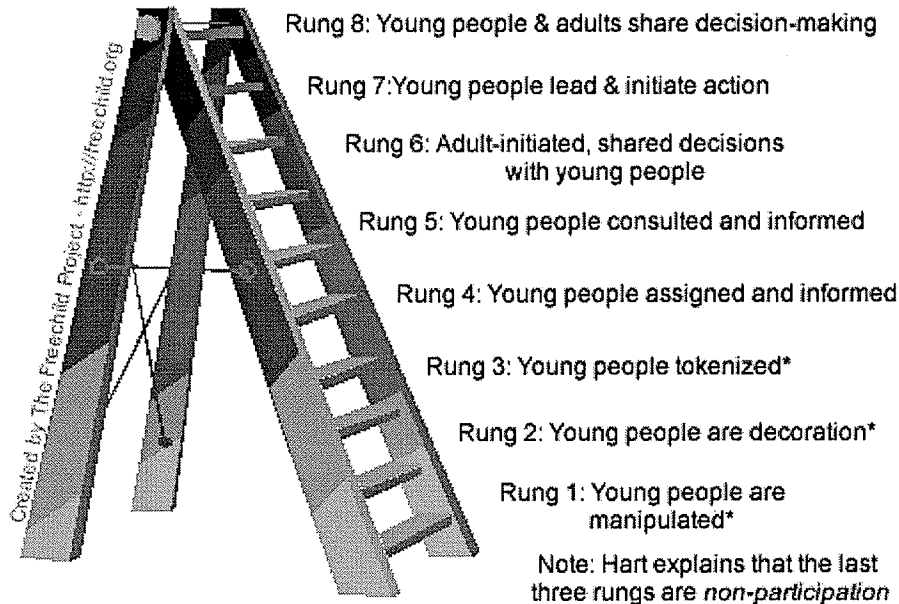 Rung 8: Young people & adults share decision-making
Rung 7:Young people lead & initiate action
Rung 6: Adult-initiated, shared decisions
with young people
Rung 5: Young people consulted and informed
Rung 4: Young people assigned and informed
Rung 3: Young people tokenized*
Rung 2: Young people are decoration*
Rung 1: Young people are
manipulated*
Note: Hart explains that the last
three rungs are non-participation
Created by The Freechild Project - http://freechild.org